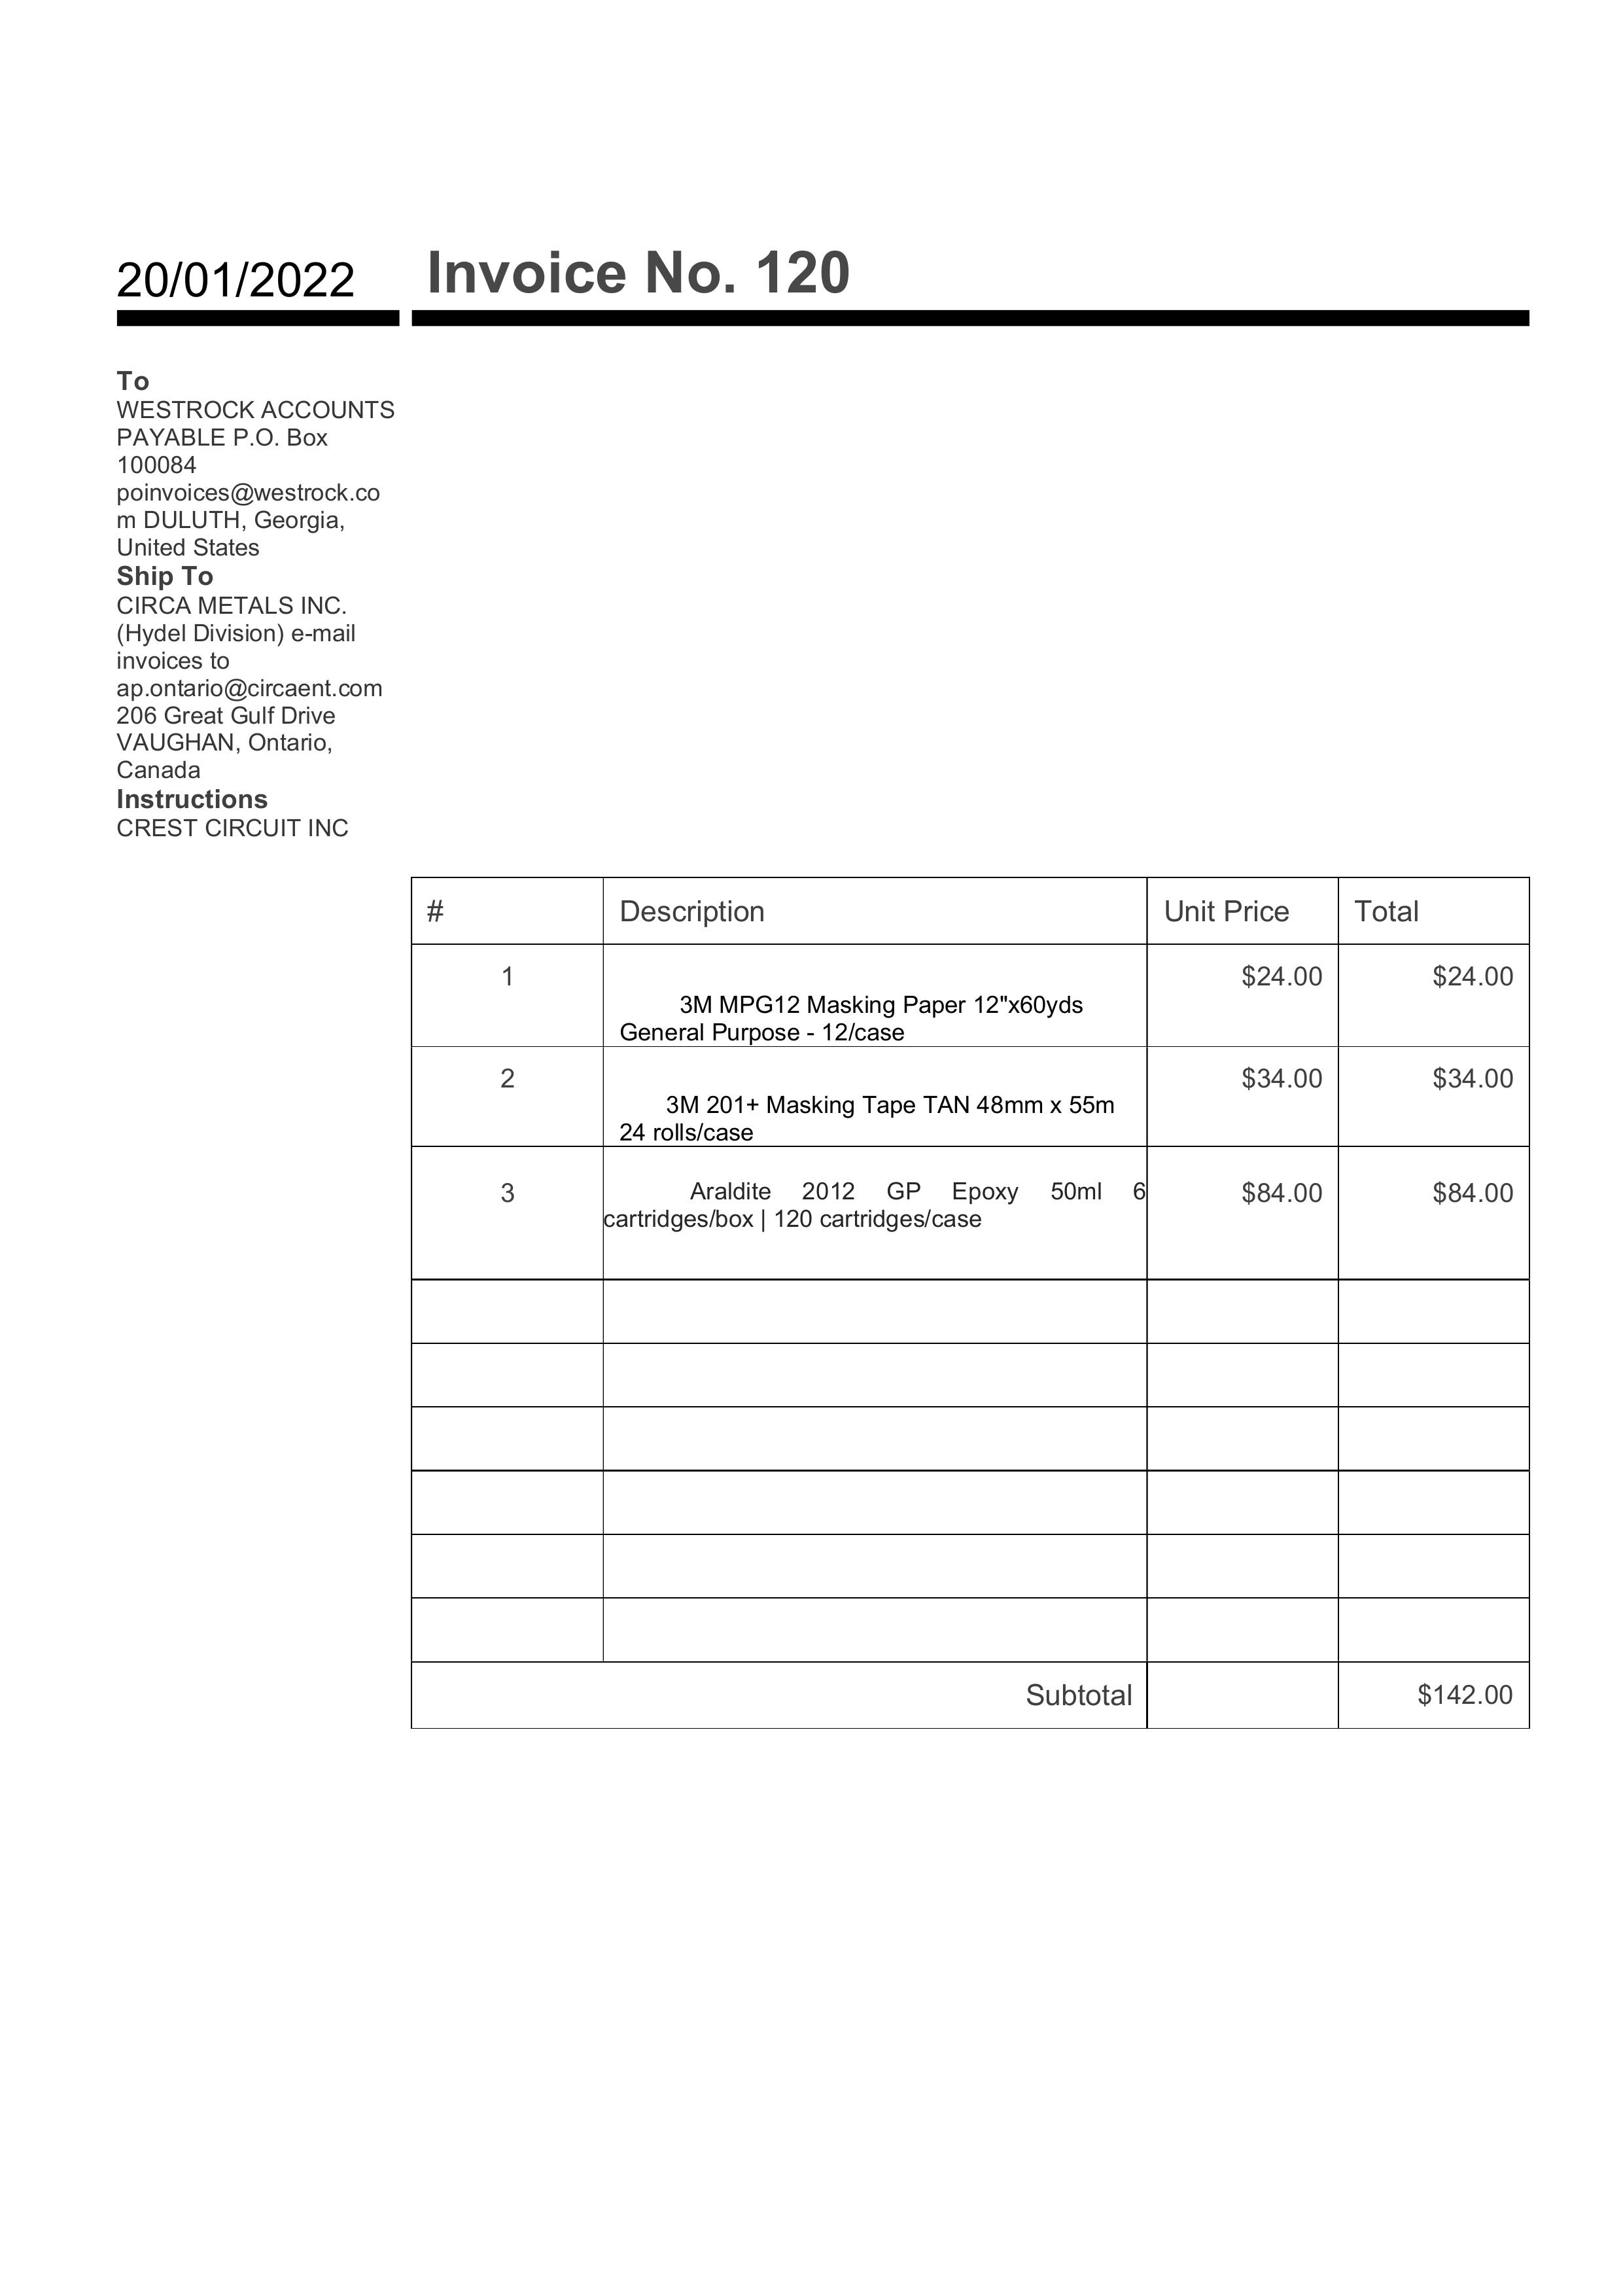 20/01/2022 Invoice No. 120
To
WESTROCK ACCOUNTS
PAYABLE P.O. Box
100084
poinvoices@westrock.co
m DULUTH, Georgia,
United States
Ship To
CIRCA METALS INC.
(Hydel Division) e-mail
invoices to
ap.ontario@circaent.com
206 Great Gulf Drive
VAUGHAN, Ontario,
Canada
Instructions
CREST CIRCUIT INC
# Description Unit Price Total
1 $24.00 $24.00
3M MPG12 Masking Paper 12"x60yds
General Purpose - 12/case
2 $34.00 $34.00
3M 201+ Masking Tape TAN 48mm x 55m
24 rolls/case
3 Araldite 2012 GP Epoxy 50ml 6 $84.00 $84.00
cartridges/box | 120 cartridges/case
Subtotal $142.00